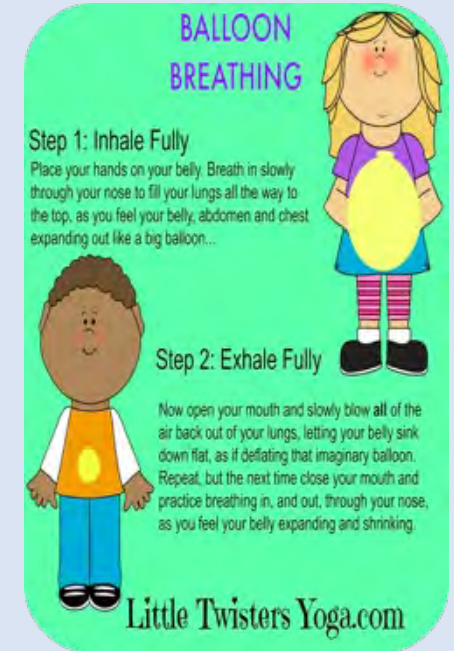 BALLOON
BREATHING
Step 1: Inhale Fully
Place your hands on your belly. Breath in slowly
through your nose to fill your lungs all the way to
the top, as you feel your belly, abdomen and chest
expanding out like a big balloon...
Step 2: Exhale Fully
Now open your mouth and slowly blow all of the
air back out of your lungs, letting your belly sink
down flat, as if deflating that imaginary balloon.
Repeat, but the next time close your mouth and
practice breathing in, and out, through your nose,
as you feel your belly expanding and shrinking.
Little Twisters Yoga.com